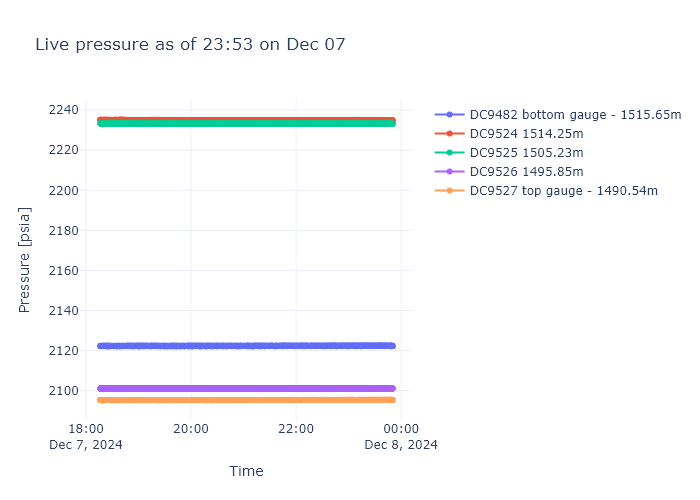 Live pressure as of 23:53 on Dec 07
2240
2220
2200
2180
2160
2140
2120
2100
Pressure [psia]
18:00
Dec 7, 2024
20:00
22:00
00:00
Dec 8, 2024
Time
DC9482 bottom gauge - 1515.65m
DC9524 1514.25m
DC9525 1505.23m
DC9526 1495.85m
DC9527 top gauge - 1490.54m